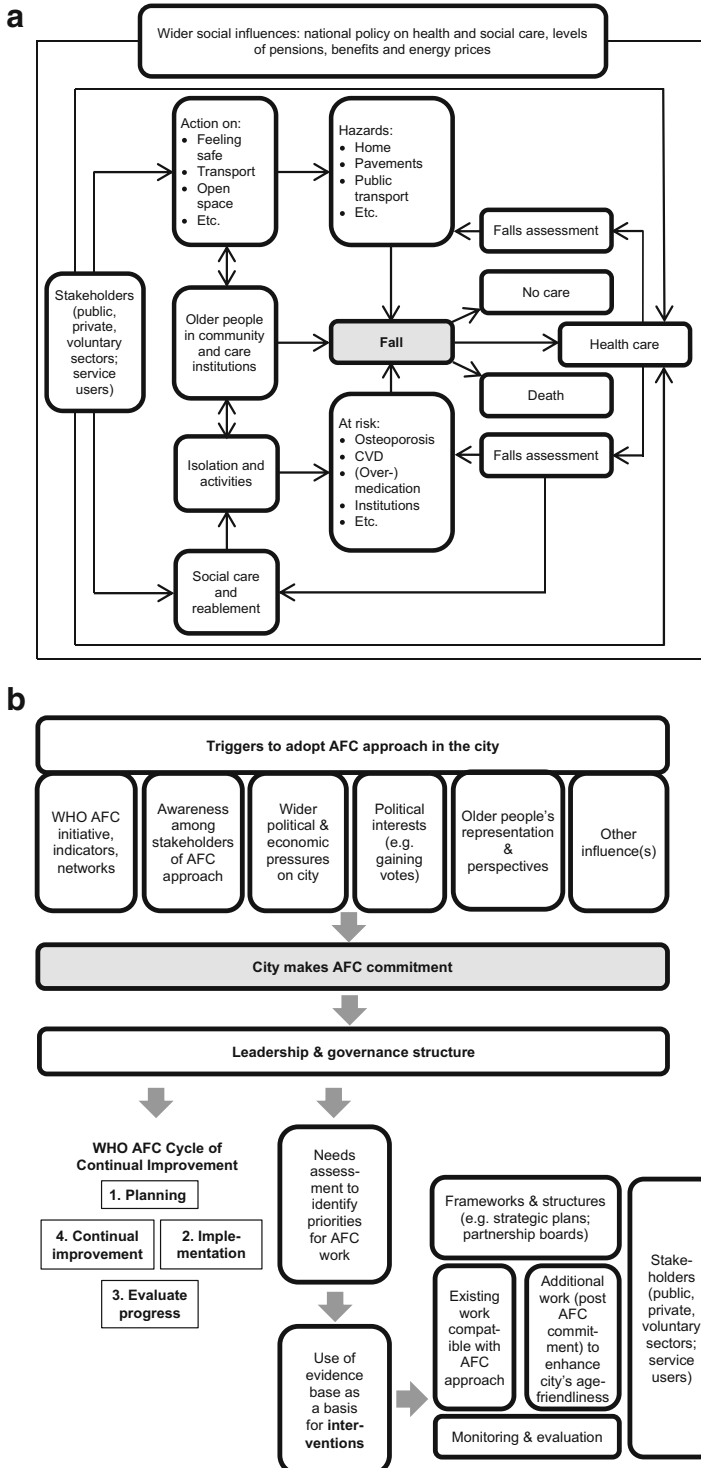 a
Wider social influences: national policy on health and social care, levels
of pensions, benefits and energy prices
Action on:
• Feeling
safe
• Transport
• Open
space
• Etc.
Hazards:
• Home
• Pavements
• Public
transport
• Etc.
Falls assessment
Stakeholders
(public,
private,
voluntary
sectors;
service
users)
Older people
in community
and care
institutions
No care
Fall
Health care
Death
Isolation and
activities
At risk:
• Osteoporosis
• CVD
• (Over-)
medication
• Institutions
• Etc.
Falls assessment
Social care
and
reablement
b
Triggers to adopt AFC approach in the city
WHO AFC
initiative,
indicators,
networks
Awareness
among
stakeholders
of AFC
approach
Wider
political &
economic
pressures
on city
Political
interests
(e.g.
gaining
votes)
Older people's
representation
&
perspectives
Other
influence(s)
City makes AFC commitment
Leadership & governance structure
WHO AFC Cycle of
Continual Improvement
1. Planning
4. Continual
improvement
2. Imple-
mentation
3. Evaluate
progress
Needs
assess-
ment to
identify
priorities
for AFC
work
Use of
evidence
base as
a basis
for inter-
ventions
Frameworks & structures
(e.g. strategic plans;
partnership boards)
Existing
work
compat-
ible with
AFC
approach
Additional
work (post
AFC
commit-
ment) to
enhance
city's age-
friendliness
Monitoring & evaluation
Stake-
holders
(public,
private,
voluntary
sectors;
service
users)